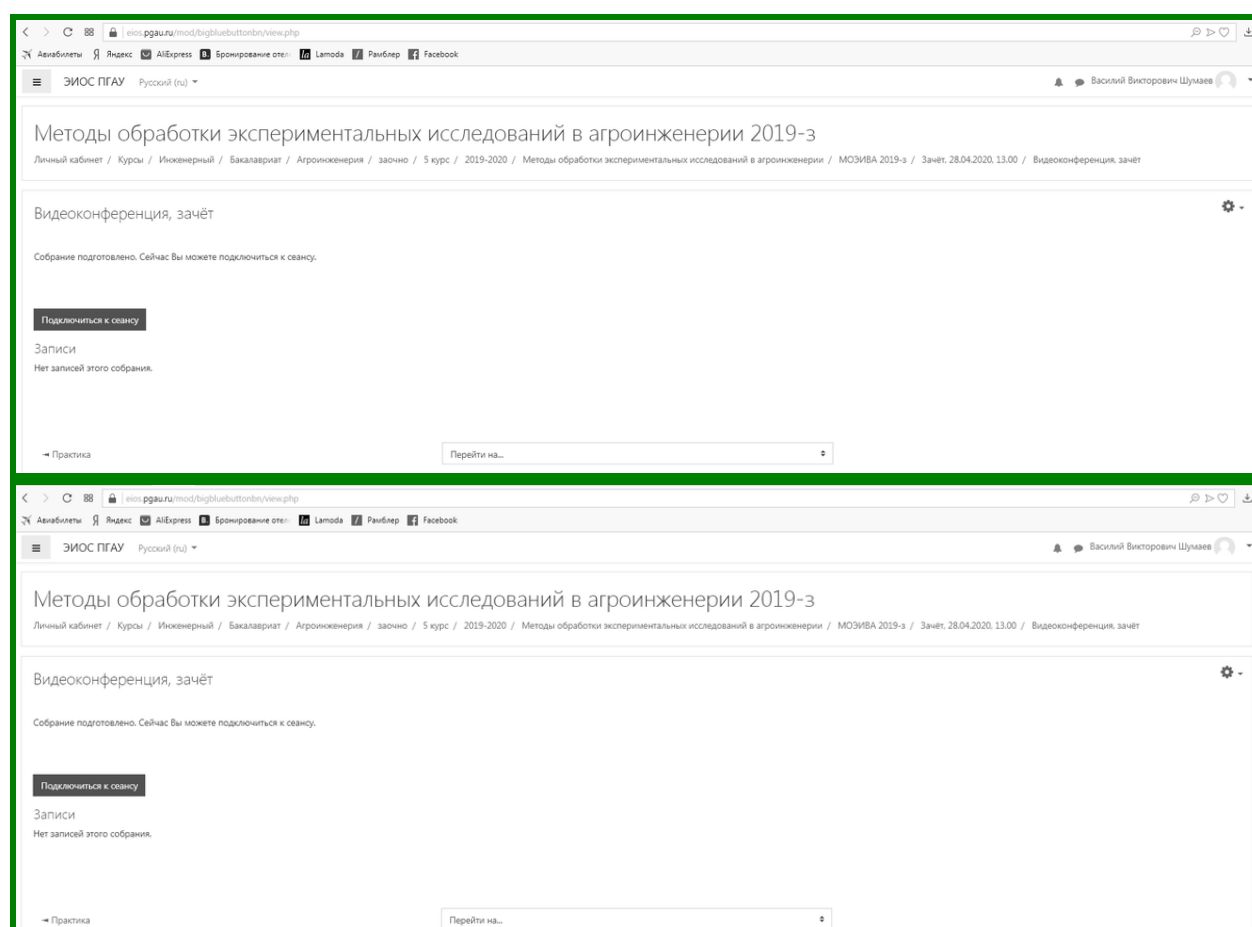 eios.pgau.ru/mod/bigbluebuttonbn/view.php
Авиабилеты Яндекс AliExpress Бронирование отел Lamoda Рамблер Facebook
ЭИОС ПГАУ Русский (ru) Василий Викторович Шумаев
Методы обработки экспериментальных исследований в агроинженерии 2019-з
Личный кабинет / Курсы / Инженерный / Бакалавриат / Агроинженерия / заочно / 5 курс / 2019-2020 / Методы обработки экспериментальных исследований в агроинженерии / МОЭИВА 2019-з / Зачёт, 28.04.2020, 13.00 / Видеоконференция, зачёт
Видеоконференция, зачёт
Собрание подготовлено. Сейчас Вы можете подключиться к сеансу.
Подключиться к сеансу
Записи
Нет записей этого собрания.
◄ Практика Перейти на...
eios.pgau.ru/mod/bigbluebuttonbn/view.php
Авиабилеты Яндекс AliExpress Бронирование отел Lamoda Рамблер Facebook
ЭИОС ПГАУ Русский (ru) Василий Викторович Шумаев
Методы обработки экспериментальных исследований в агроинженерии 2019-з
Личный кабинет / Курсы / Инженерный / Бакалавриат / Агроинженерия / заочно / 5 курс / 2019-2020 / Методы обработки экспериментальных исследований в агроинженерии / МОЭИВА 2019-з / Зачёт, 28.04.2020, 13.00 / Видеоконференция, зачёт
Видеоконференция, зачёт
Собрание подготовлено. Сейчас Вы можете подключиться к сеансу.
Подключиться к сеансу
Записи
Нет записей этого собрания.
◄ Практика Перейти на...